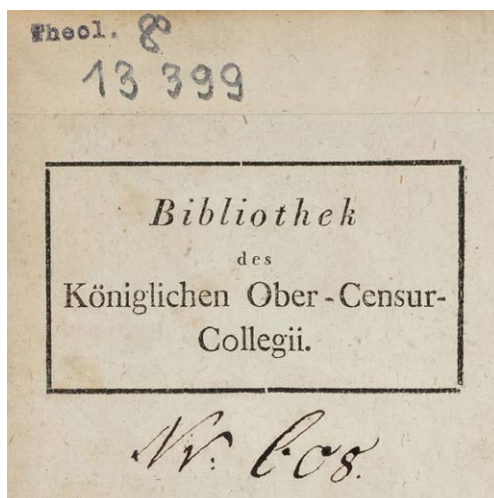 Theol. 8°
13 399
Bibliothek
des
Königlichen Ober-Censur-
Collegii.
Nr. 608.